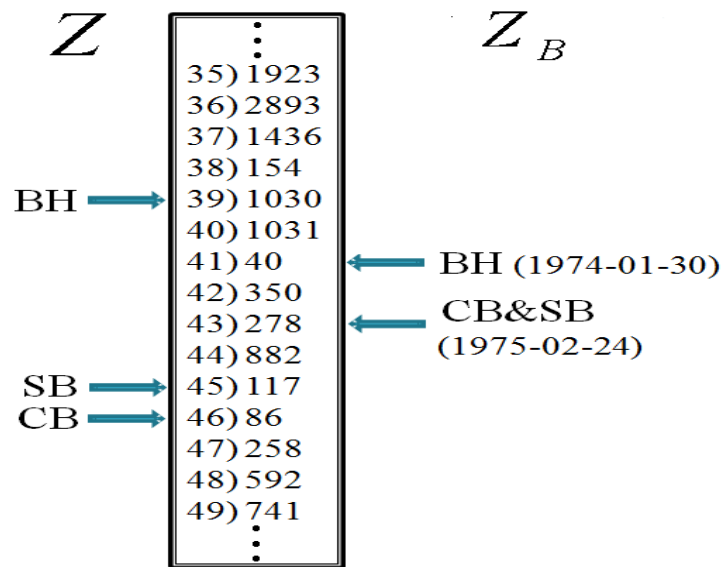 Z
Z B
35) 1923
36) 2893
37) 1436
38) 154
BH
39) 1030
40) 1031
41) 40
BH (1974-01-30)
42) 350
43) 278
CB&SB
(1975-02-24)
44) 882
SB
45) 117
CB
46) 86
47) 258
48) 592
49) 741